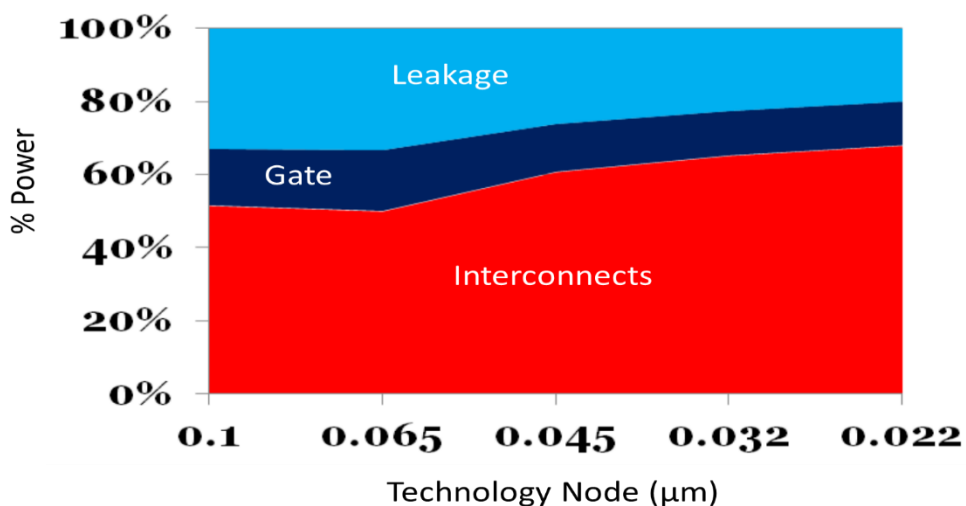 100%
80%
60%
40%
20%
0%
% Power
Leakage
Gate
Interconnects
0.1 0.065 0.045 0.032 0.022
Technology Node (μm)